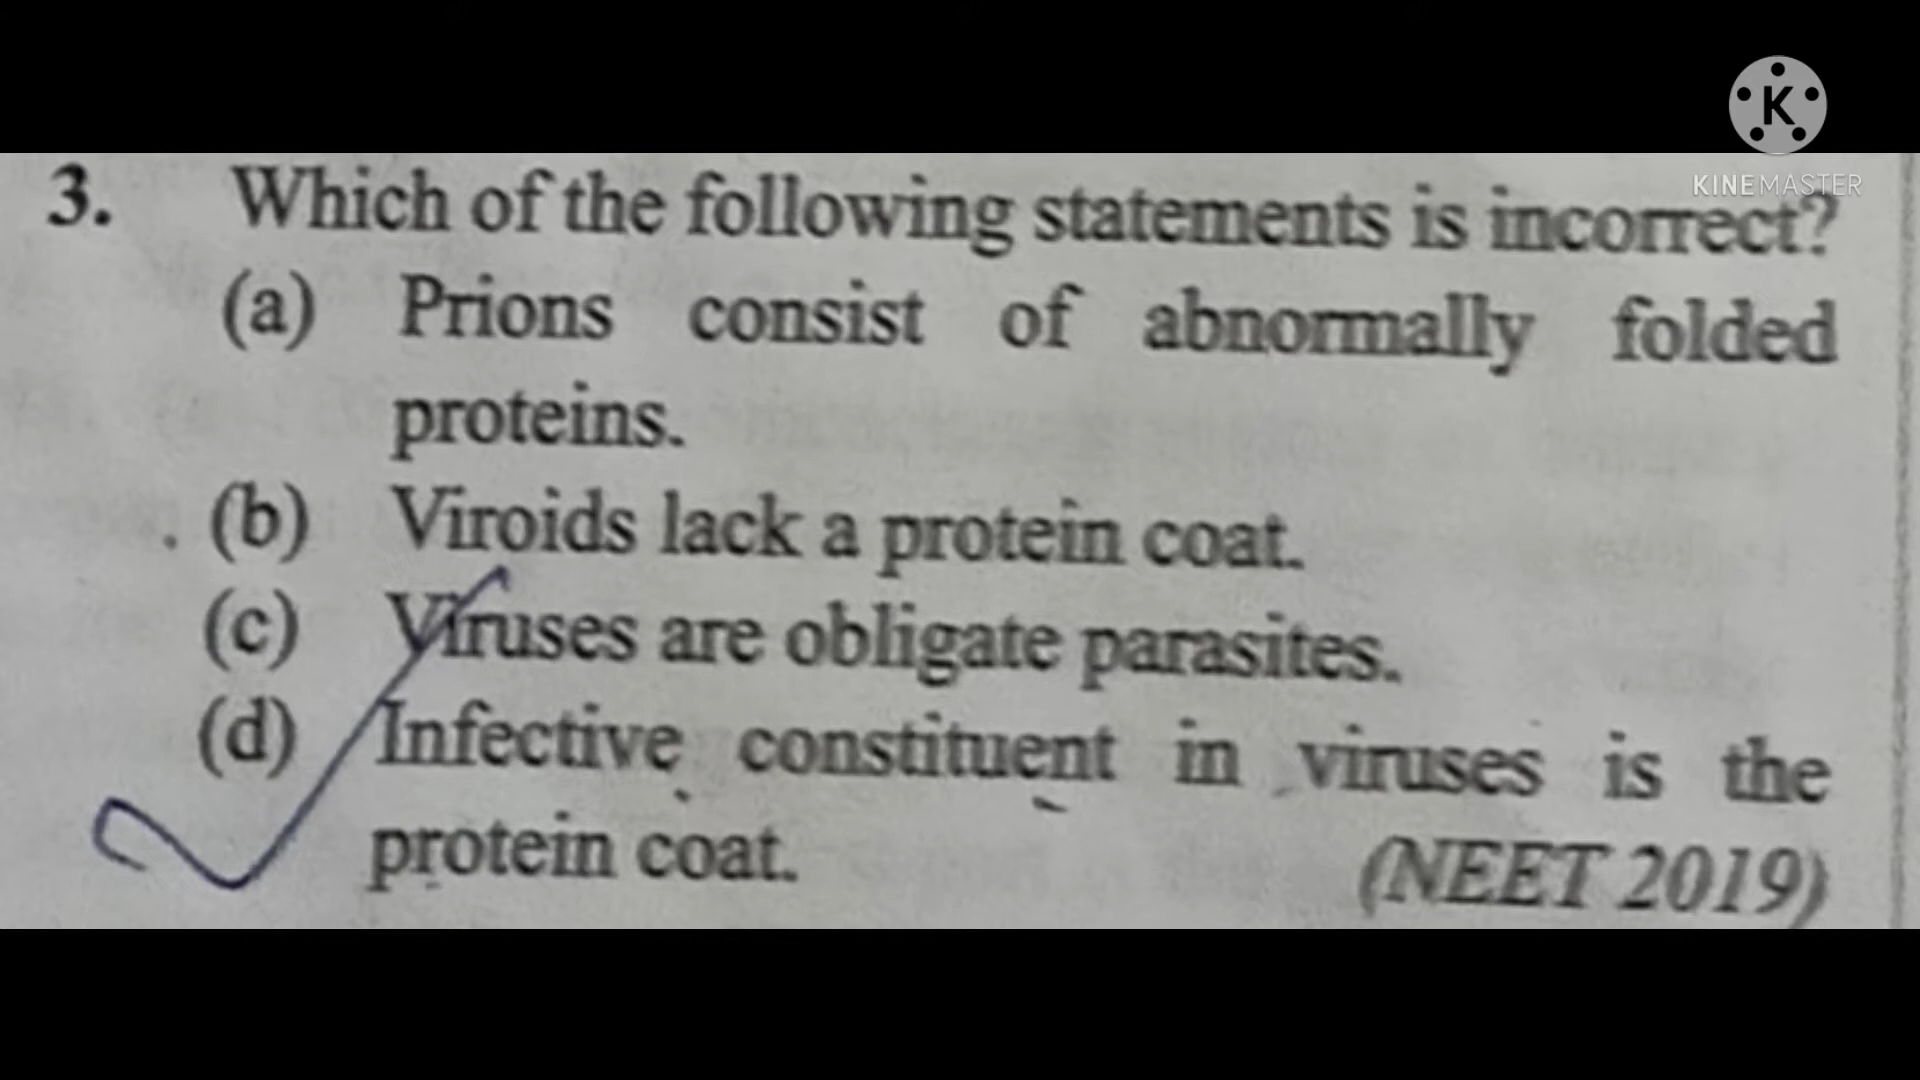 K
KINEMASTER
3. Which of the following statements is incorrect?
(a) Prions consist of abnormally folded
proteins.
(b) Viroids lack a protein coat.
(c) Viruses are obligate parasites.
(d) Infective constituent in viruses is the
protein coat.
(NEET 2019)